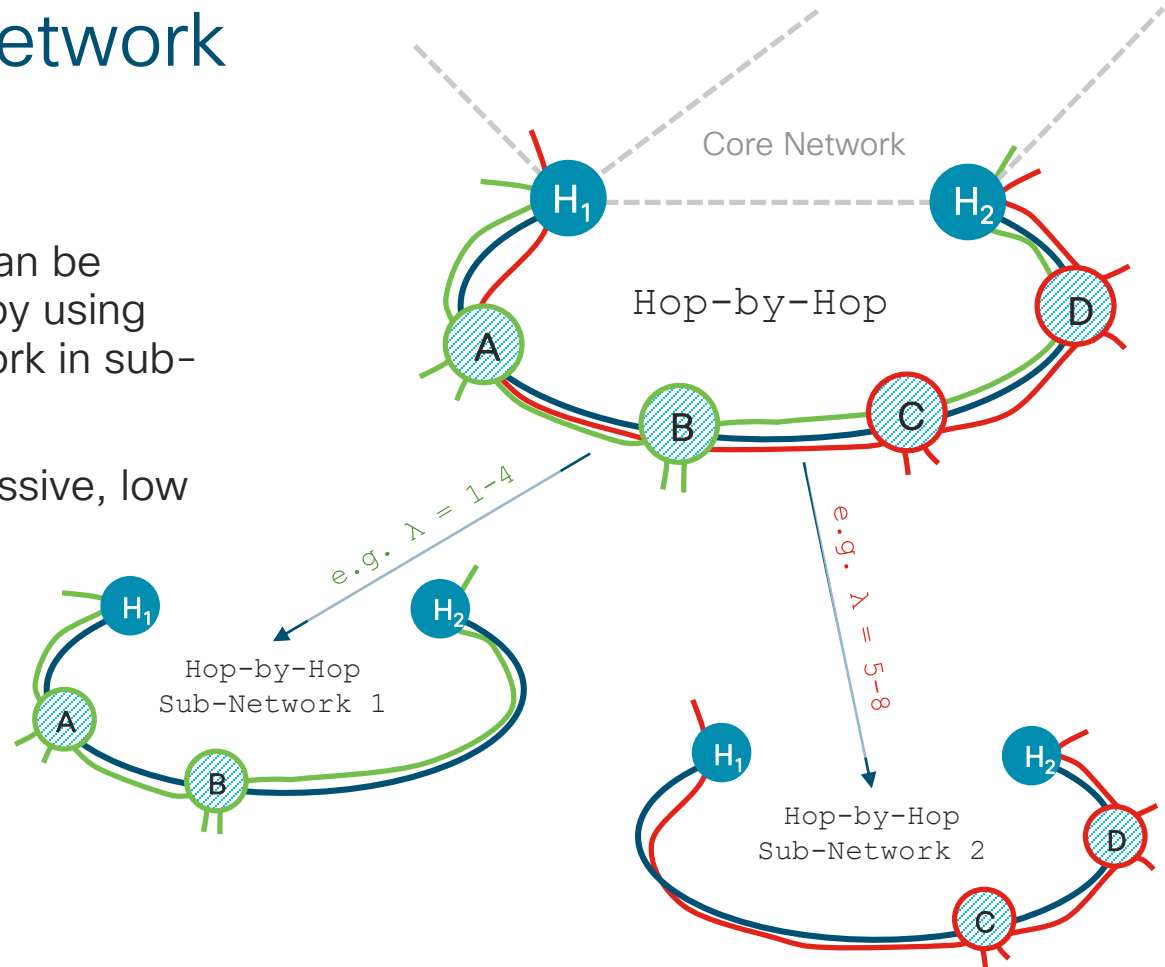 etwork
an be
by using
ork in sub-
ssive, low
Core Network
H₁
H₂
Hop-by-Hop
A
B
C
D
e.g. λ = 1-4
e.g. λ = 5-8
H₁
H₂
Hop-by-Hop
Sub-Network 1
A
B
H₁
H₂
Hop-by-Hop
Sub-Network 2
D
C